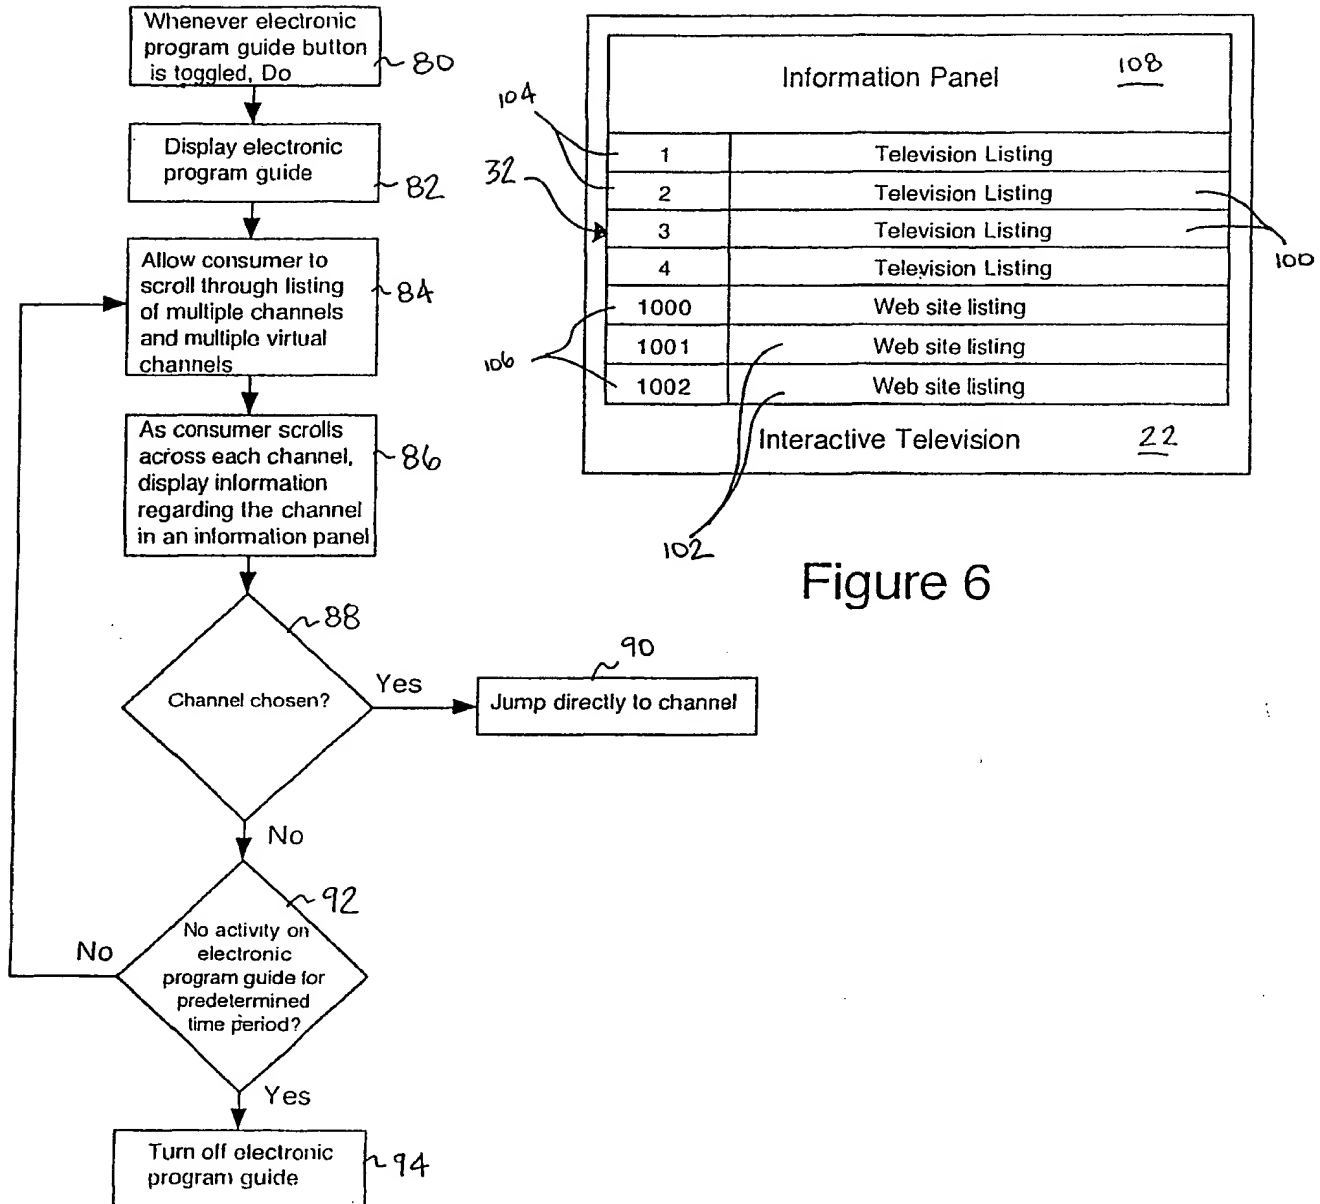 Whenever electronic
program guide button
is toggled, Do
80
Display electronic
program guide
82
Allow consumer to
scroll through listing
of multiple channels
and multiple virtual
channels
84
As consumer scrolls
across each channel,
display information
regarding the channel
in an information panel
86
88
Channel chosen?
Yes
90
Jump directly to channel
No
92
No activity on
electronic
program guide for
predetermined
time period?
No
Yes
Turn off electronic
program guide
94
Information Panel 108
104
32
1 Television Listing
2 Television Listing
3 Television Listing
4 Television Listing
100
1000 Web site listing
1001 Web site listing
1002 Web site listing
106
Interactive Television 22
102
Figure 6